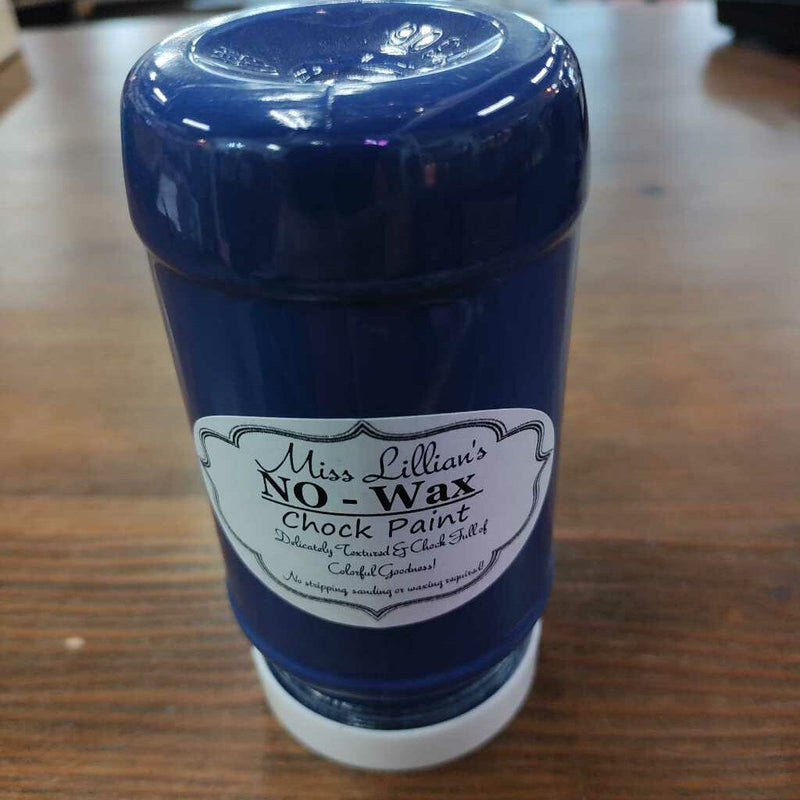 Miss Lillian's
NO - Wax
Chock Paint
Delicately Textured & Chock Full of
Colorful Goodness!
No stripping, sanding or waxing required!